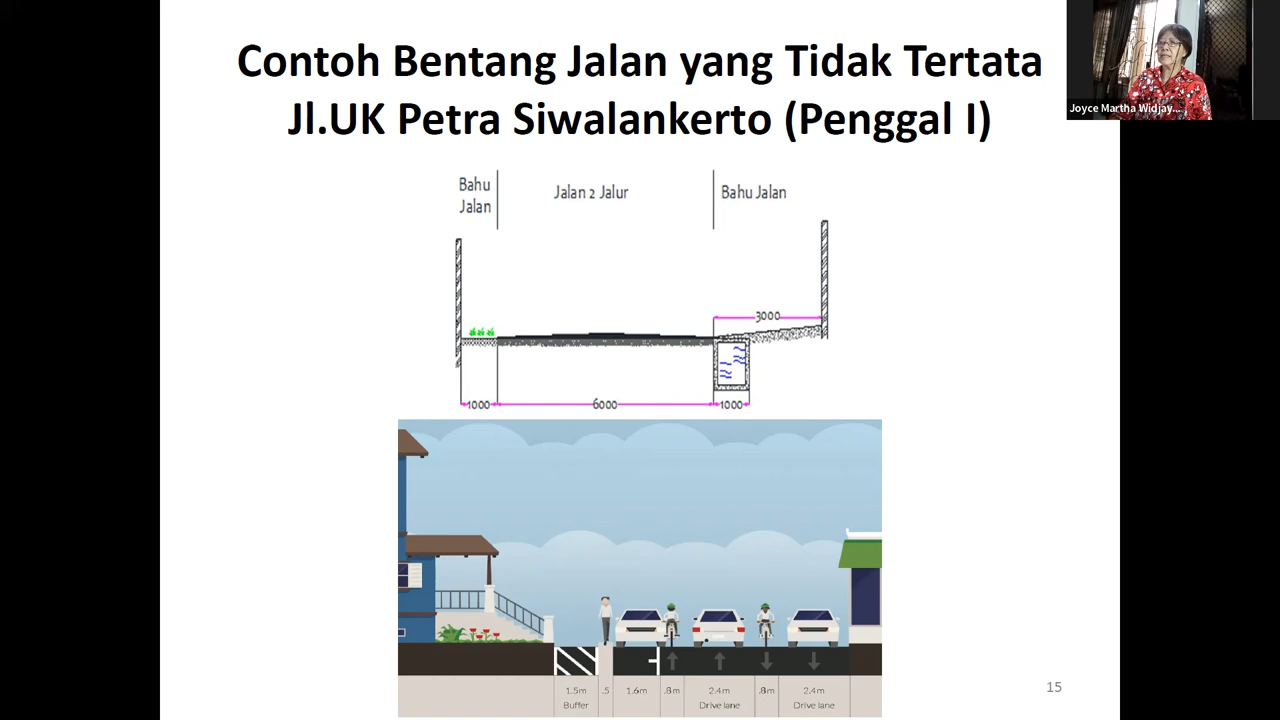 Contoh Bentang Jalan yang Tidak Tertata
Jl.UK Petra Siwalankerto (Penggal I)
Joyce Martha Widjay...
Bahu
Jalan
Jalan 2 Jalur
Bahu Jalan
3000
1000
6000
1000
1.5m
Buffer
.5
1.6m
.8m
2.4m
Drive lane
.8m
2.4m
Drive lane
15